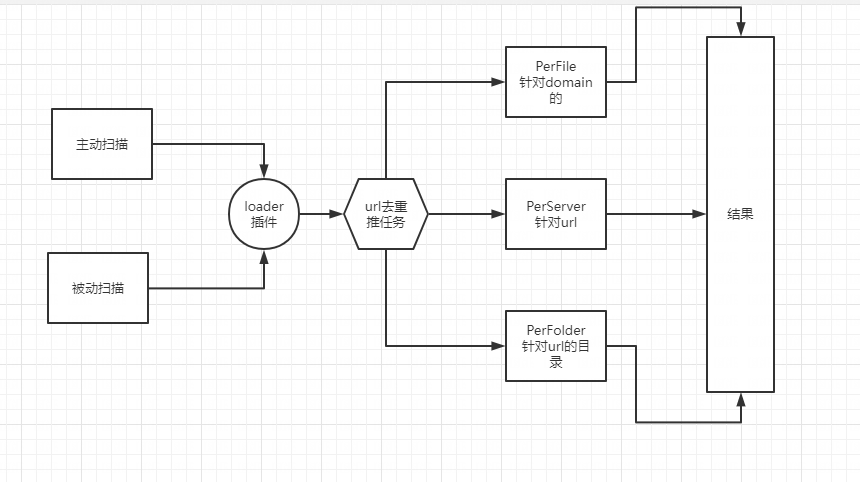 主动扫描
被动扫描
loader
插件
url去重
推任务
PerFile
针对domain
的
PerServer
针对url
PerFolder
针对url的目
录
结果